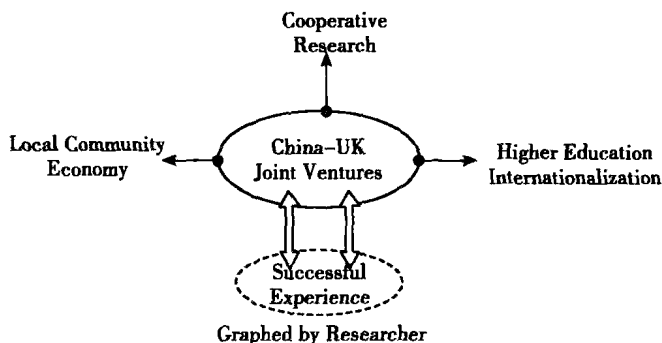 Cooperative
Research
Local Community
Economy
China-UK
Joint Ventures
Higher Education
Internationalization
Successful
Experience
Graphed by Researcher